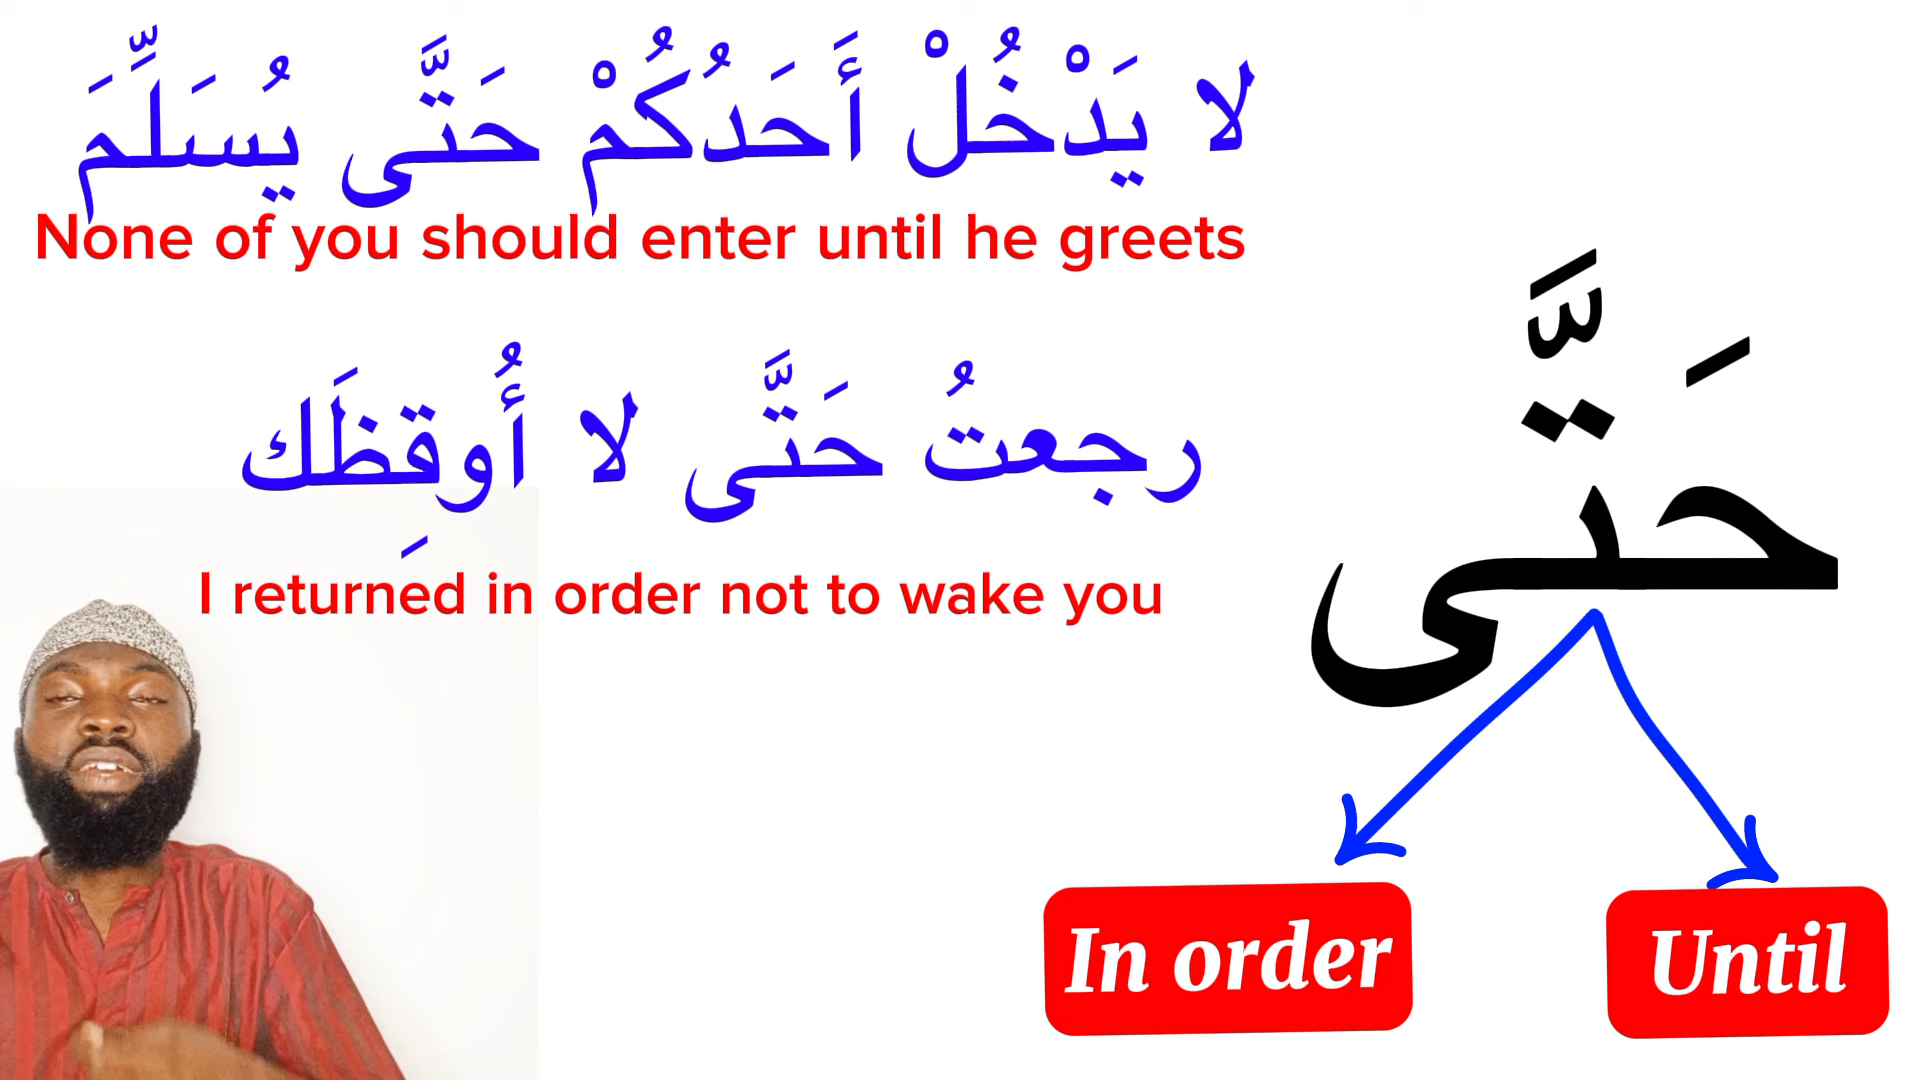 لا يَدْخُلْ أَحَدُكُمْ حَتَّى يُسَلِّمَ
None of you should enter until he greets
رجعتُ حَتَّى لا أُوقِظَك
I returned in order not to wake you
حَتَّى
In order
Until